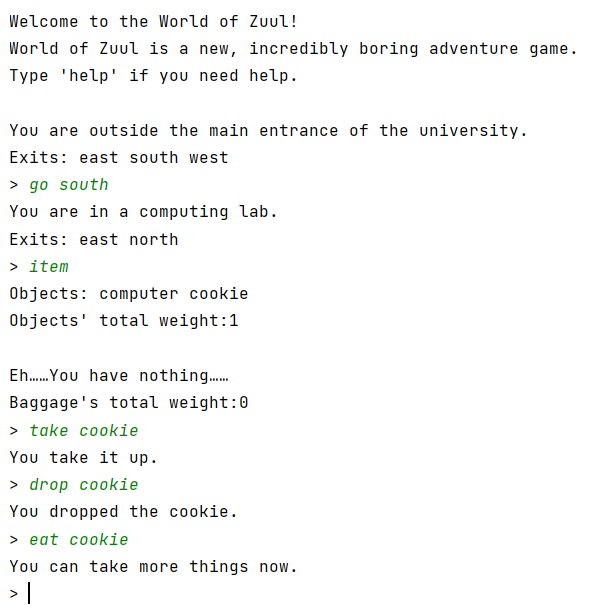 Welcome to the World of Zuul!
World of Zuul is a new, incredibly boring adventure game.
Type 'help' if you need help.

You are outside the main entrance of the university.
Exits: east south west
> go south
You are in a computing lab.
Exits: east north
> item
Objects: computer cookie
Objects' total weight:1

Eh……You have nothing……
Baggage's total weight:0
> take cookie
You take it up.
> drop cookie
You dropped the cookie.
> eat cookie
You can take more things now.
>